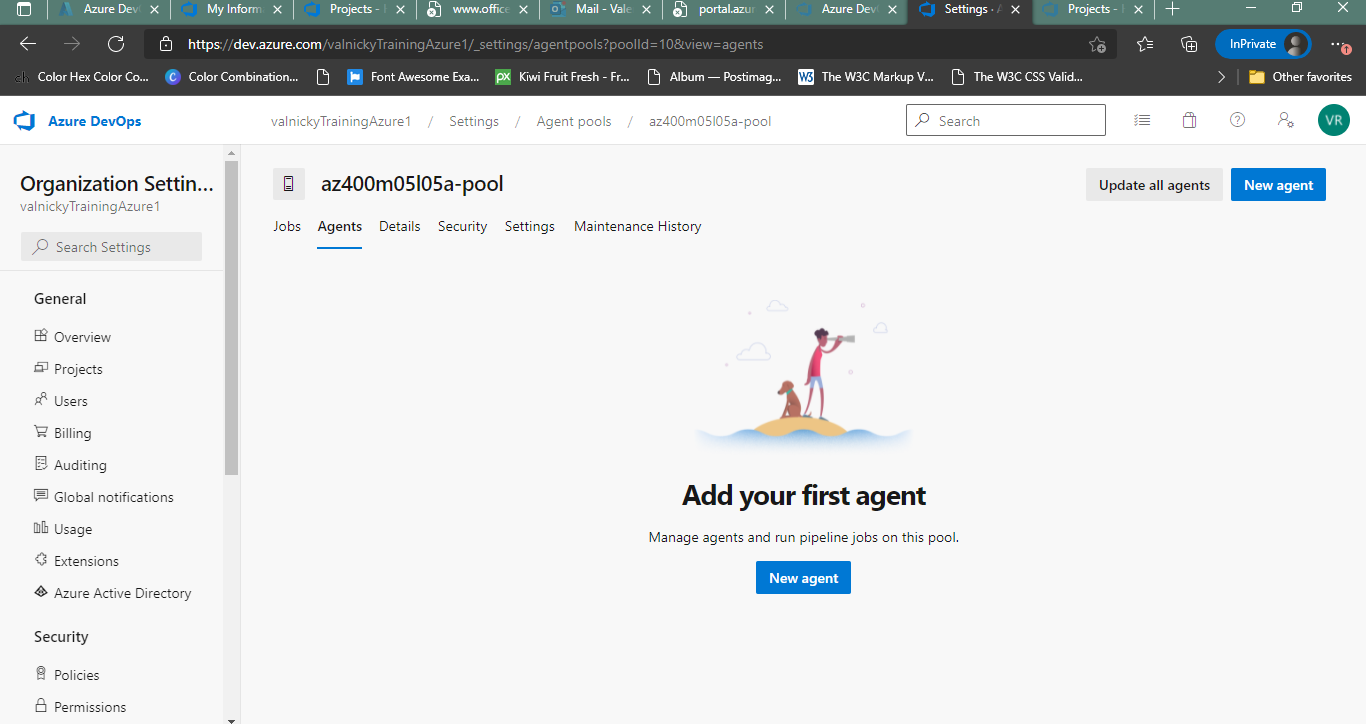 Azure Dev
My Inform
Projects -
www.office
Mail - Vale
portal.azur
Azure Dev
Settings · A
Projects -
https://dev.azure.com/valnickyTrainingAzure1/_settings/agentpools?poolId=10&view=agents
InPrivate
Color Hex Color Co...
Color Combination...
Font Awesome Exa...
px
Kiwi Fruit Fresh - Fr...
Album — Postimag...
W3
The W3C Markup V...
The W3C CSS Valid...
Other favorites
Azure DevOps
valnickyTrainingAzure1 / Settings / Agent pools / az400m05l05a-pool
Search
VR
Organization Settin...
valnickyTrainingAzure1
Search Settings
General
Overview
Projects
Users
Billing
Auditing
Global notifications
Usage
Extensions
Azure Active Directory
Security
Policies
Permissions
az400m05l05a-pool
Update all agents
New agent
Jobs Agents Details Security Settings Maintenance History
Add your first agent
Manage agents and run pipeline jobs on this pool.
New agent